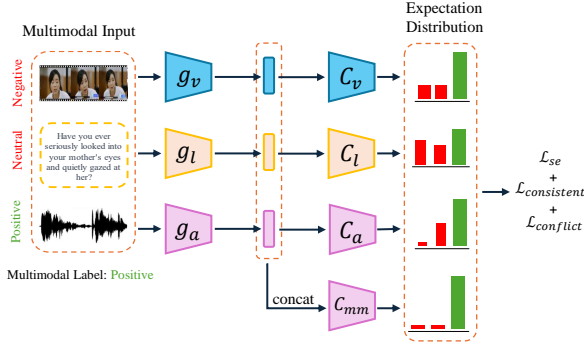 Multimodal Input
Expectation
Distribution
Negative
g_v
C_v
Neutral
Have you ever
seriously looked into
your mother's eyes
and quietly gazed at
her?
g_l
C_l
ℒ_se
+
ℒ_consistent
+
ℒ_conflict
Positive
g_a
C_a
Multimodal Label: Positive
concat
C_mm